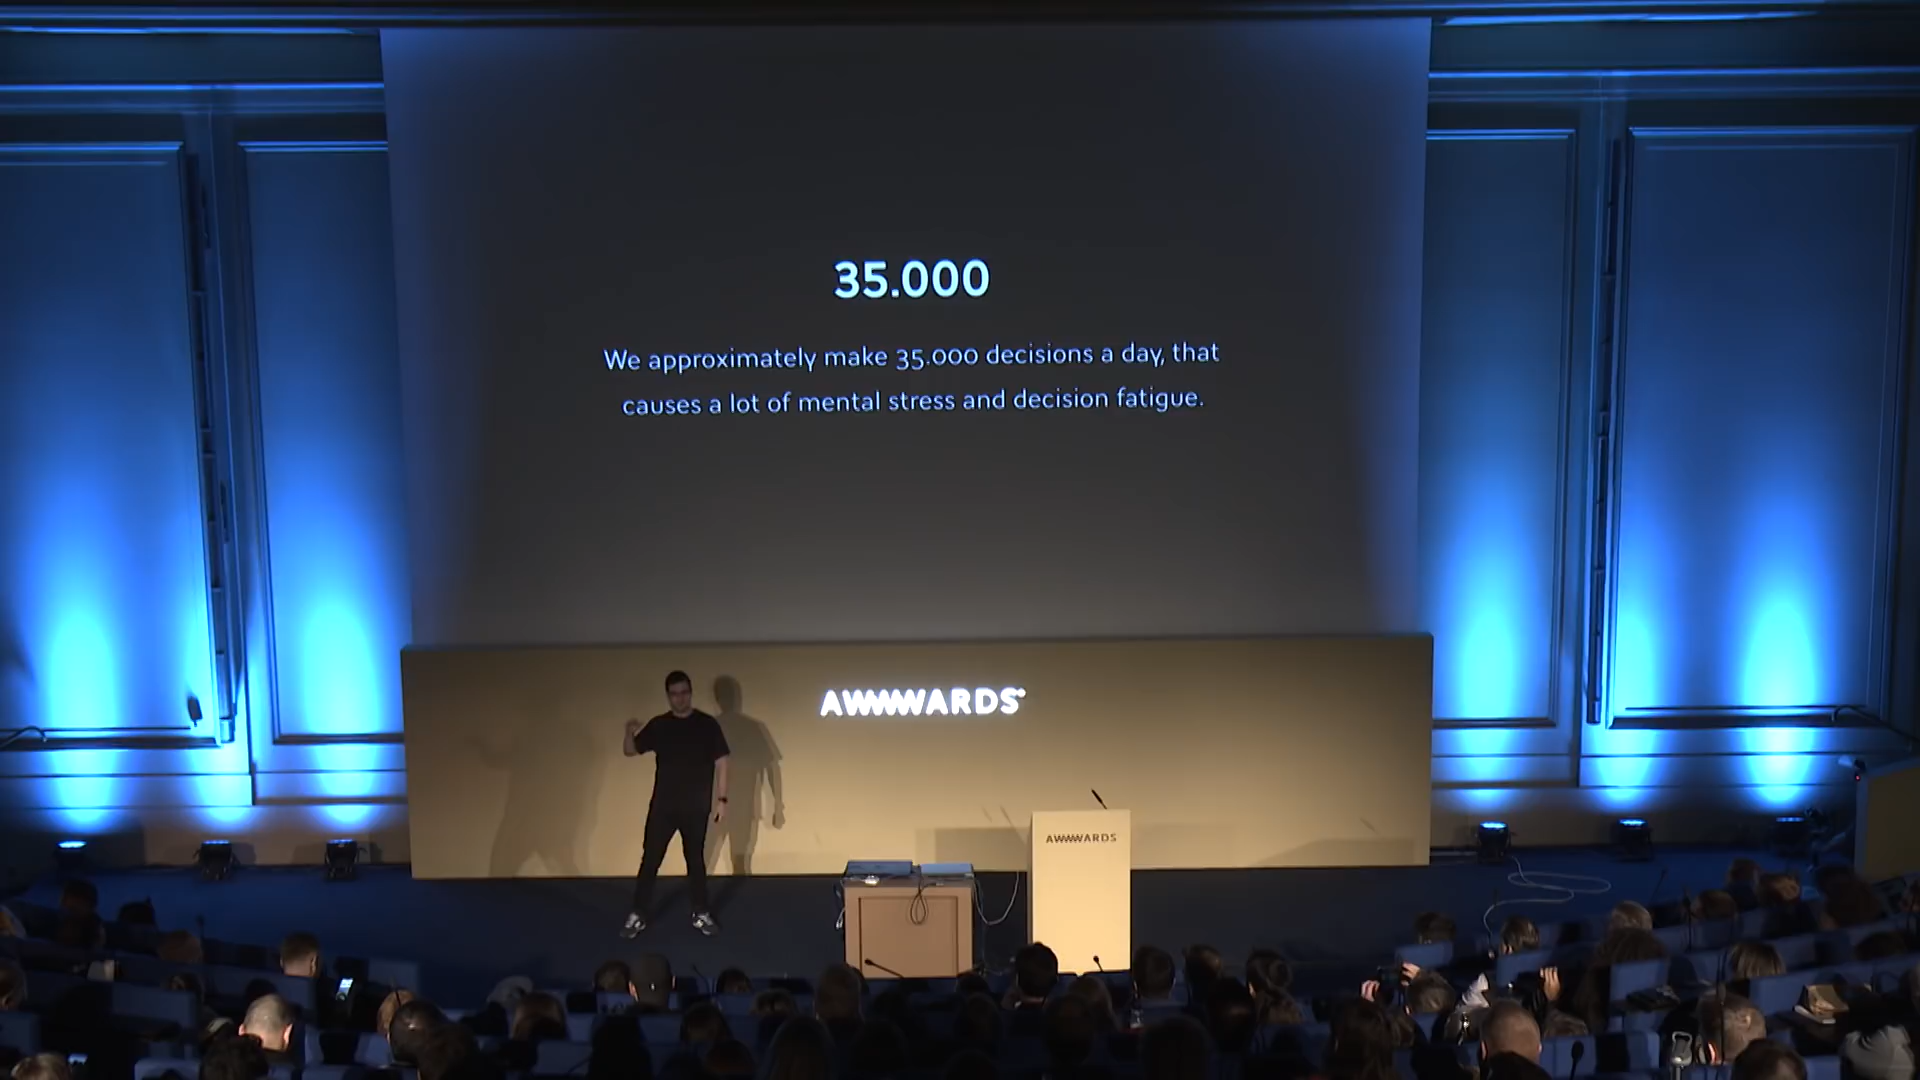 35.000
We approximately make 35.000 decisions a day, that
causes a lot of mental stress and decision fatigue.
AWWWARDS
AWWWARDS